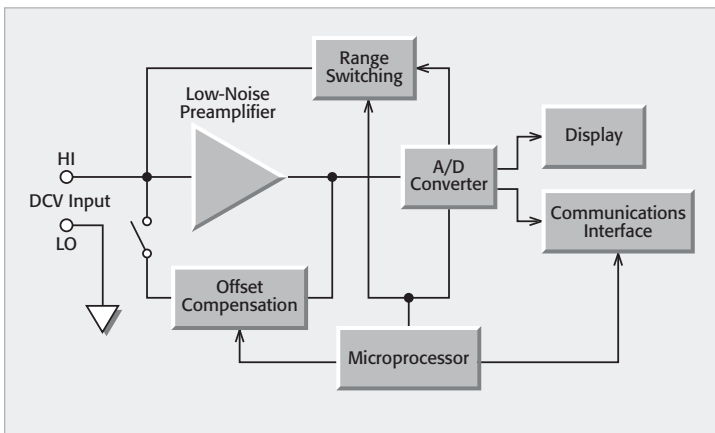 Range
Switching
Low-Noise
Preamplifier
HI
DCV Input
LO
A/D
Converter
Display
Communications
Interface
Offset
Compensation
Microprocessor